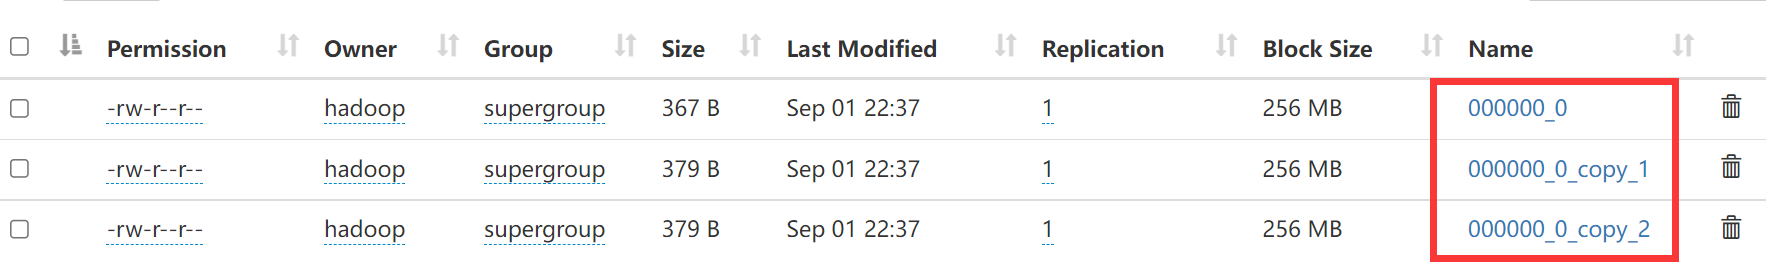 Permission Owner Group Size Last Modified Replication Block Size Name
-rw-r--r-- hadoop supergroup 367 B Sep 01 22:37 1 256 MB 000000_0
-rw-r--r-- hadoop supergroup 379 B Sep 01 22:37 1 256 MB 000000_0_copy_1
-rw-r--r-- hadoop supergroup 379 B Sep 01 22:37 1 256 MB 000000_0_copy_2